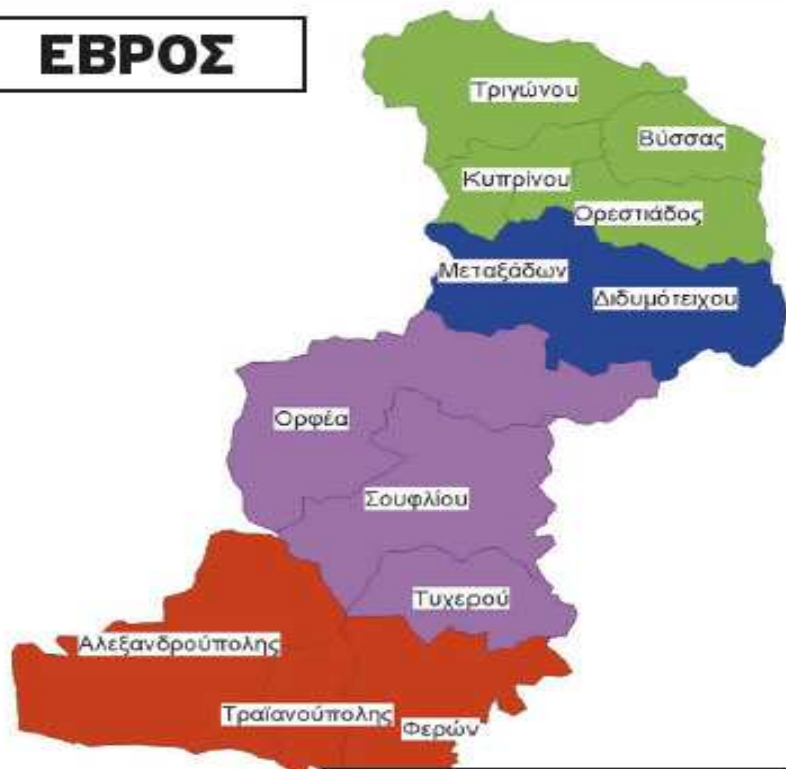 ΕΒΡΟΣ
Τριγώνου
Βύσσας
Κυπρίνου
Ορεστιάδος
Μεταξάδων
Διδυμότειχου
Ορφέα
Σουφλίου
Τυχερού
Αλεξανδρούπολης
Τραϊανούπολης
Φερών